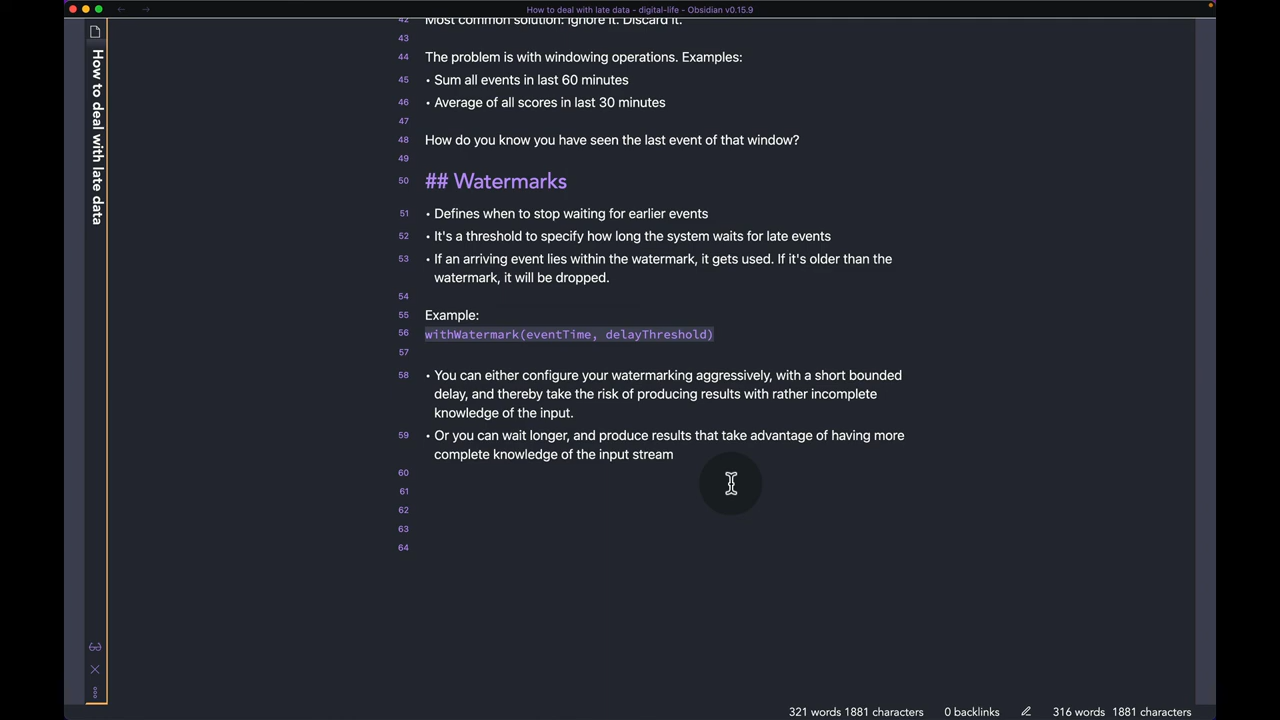 How to deal with late data - digital-life - Obsidian v0.15.9
How to deal with late data
42 Most common solution: Ignore it. Discard it.
43
44 The problem is with windowing operations. Examples:
45 • Sum all events in last 60 minutes
46 • Average of all scores in last 30 minutes
47
48 How do you know you have seen the last event of that window?
49
50 ## Watermarks
51 • Defines when to stop waiting for earlier events
52 • It's a threshold to specify how long the system waits for late events
53 • If an arriving event lies within the watermark, it gets used. If it's older than the
watermark, it will be dropped.
54
55 Example:
56 withWatermark(eventTime, delayThreshold)
57
58 • You can either configure your watermarking aggressively, with a short bounded
delay, and thereby take the risk of producing results with rather incomplete
knowledge of the input.
59 • Or you can wait longer, and produce results that take advantage of having more
complete knowledge of the input stream
60
61
62
63
64
321 words 1881 characters 0 backlinks 316 words 1881 characters